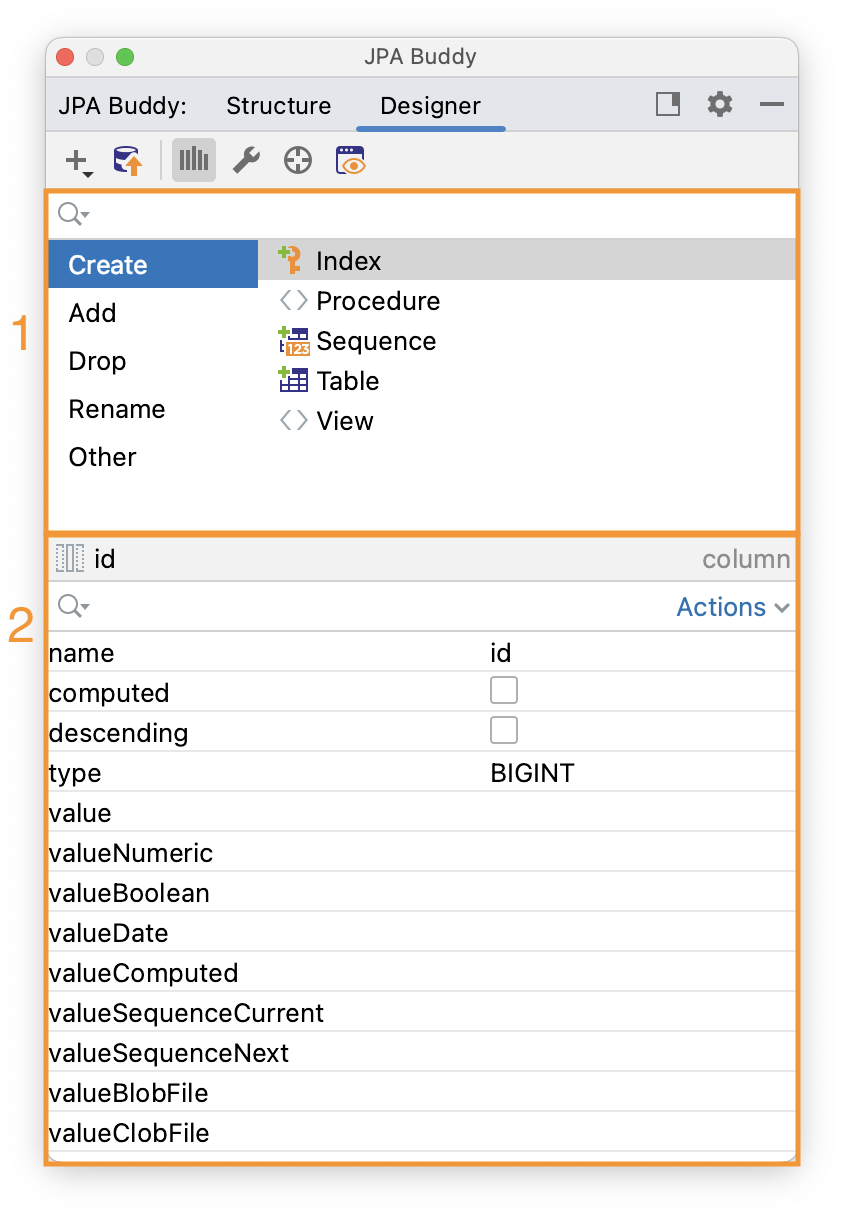 JPA Buddy
JPA Buddy: Structure Designer
1
Create
Add
Drop
Rename
Other
Index
Procedure
123 Sequence
Table
View
2
id column
Actions
name id
computed
descending
type BIGINT
value
valueNumeric
valueBoolean
valueDate
valueComputed
valueSequenceCurrent
valueSequenceNext
valueBlobFile
valueClobFile